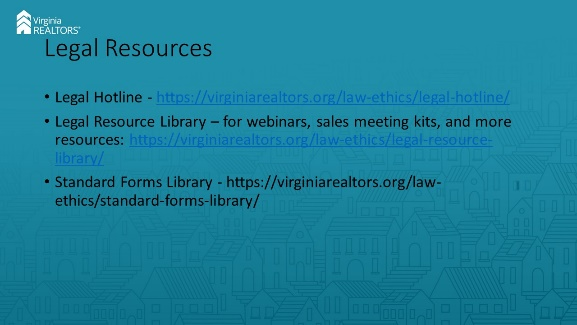 Virginia
REALTORS®
Legal Resources
• Legal Hotline - https://virginiarealtors.org/law-ethics/legal-hotline/
• Legal Resource Library – for webinars, sales meeting kits, and more
resources: https://virginiarealtors.org/law-ethics/legal-resource-
library/
• Standard Forms Library - https://virginiarealtors.org/law-
ethics/standard-forms-library/